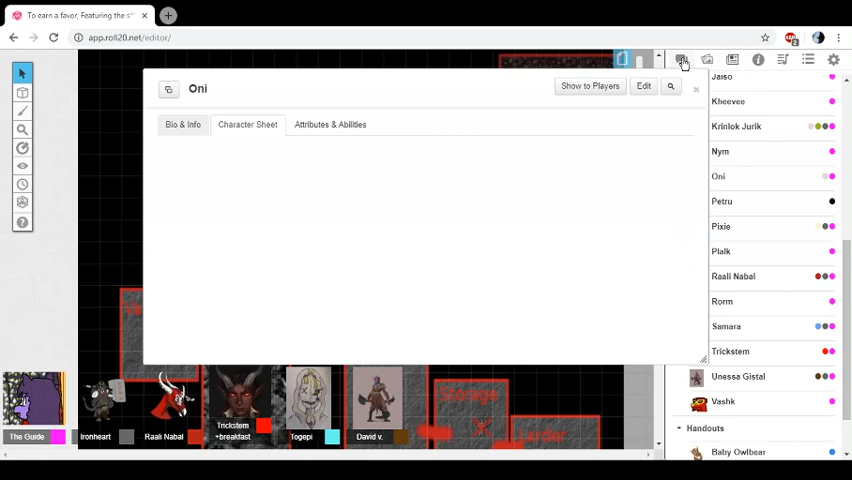 To earn a favor, Featuring the st
app.roll20.net/editor/
2
Oni
Show to Players
Edit
Bio & Info
Character Sheet
Attributes & Abilities
Jaiso
Kheevee
Krinlok Jurik
Nym
Oni
Petru
Pixie
Plalk
Raali Nabal
Rorm
Samara
Trickstem
Unessa Gistal
Vashk
Handouts
Baby Owlbear
Storage
Larder
The Guide
Ironheart
Raali Nabal
Trickstem
+breakfast
Togepi
David v.